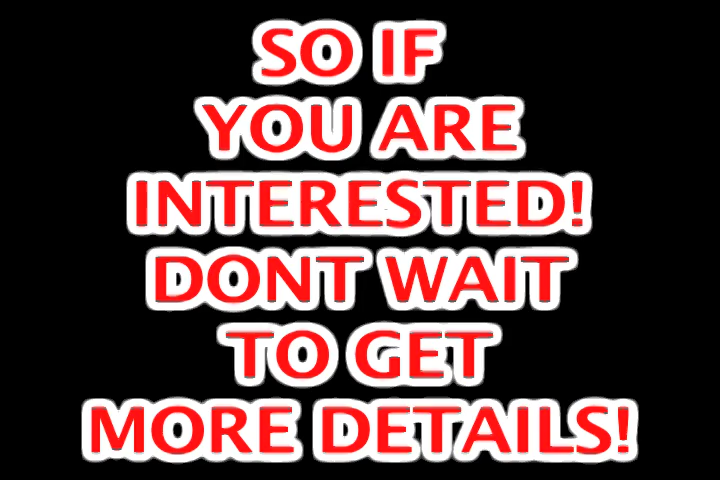 SO IF
YOU ARE
INTERESTED!
DONT WAIT
TO GET
MORE DETAILS!